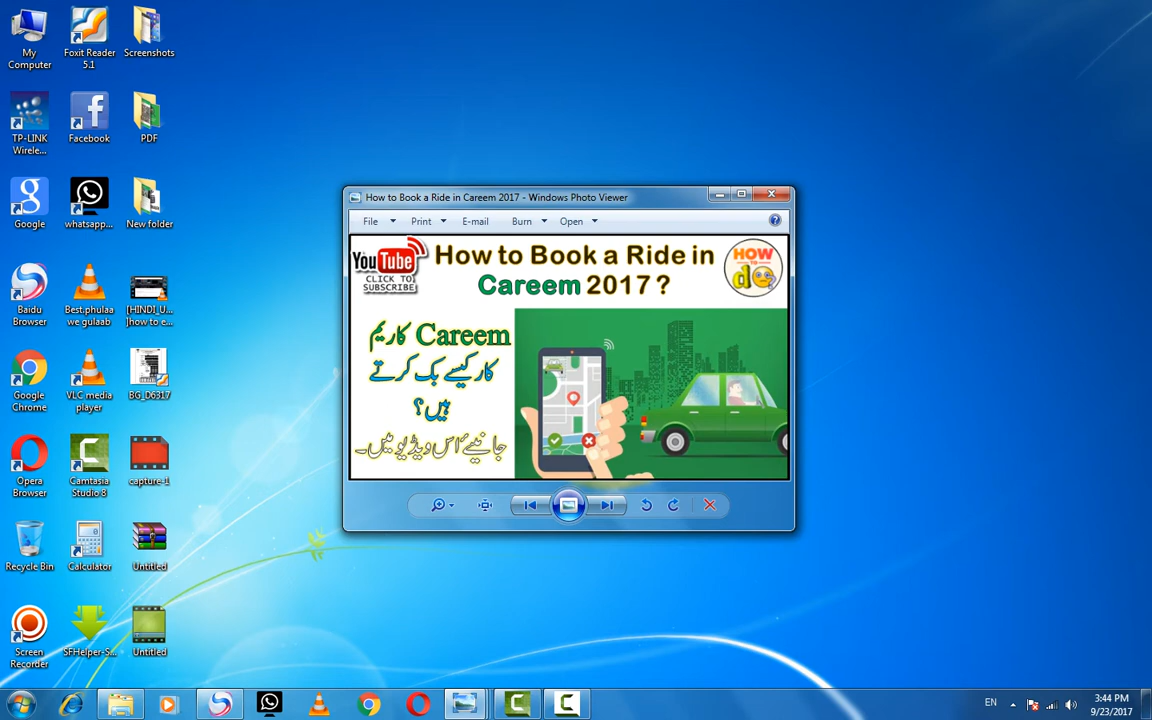 My Computer
Foxit Reader 5.1
Screenshots
TP-LINK Wirele...
Facebook
PDF
Google
whatsapp...
New folder
Baidu Browser
Best.phulaa we gulaab
[HINDI_U... ]how to e...
Google Chrome
VLC media player
BG_D6317
Opera Browser
Camtasia Studio 8
capture-1
Recycle Bin
Calculator
Untitled
Screen Recorder
SFHelper-S...
Untitled
How to Book a Ride in Careem 2017 - Windows Photo Viewer
File Print E-mail Burn Open
YouTube
CLICK TO
SUBSCRIBE
How to Book a Ride in
Careem 2017 ?
HOW
TO
do
کاریم Careem
کار کیسے بک کرتے
ہیں؟
جانیئے اس ویڈیو میں۔
EN
3:44 PM
9/23/2017